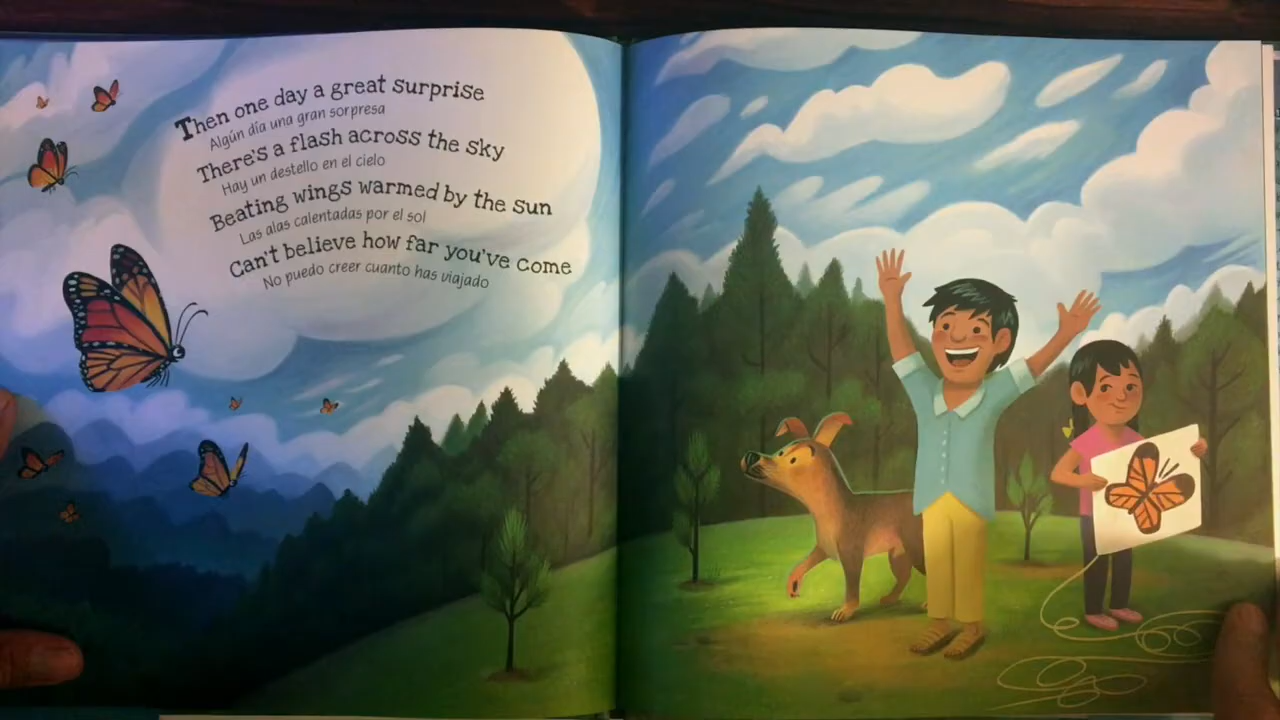 Then one day a great surprise
Algún día una gran sorpresa
There's a flash across the sky
Hay un destello en el cielo
Beating wings warmed by the sun
Las alas calentadas por el sol
Can't believe how far you've come
No puedo creer cuanto has viajado